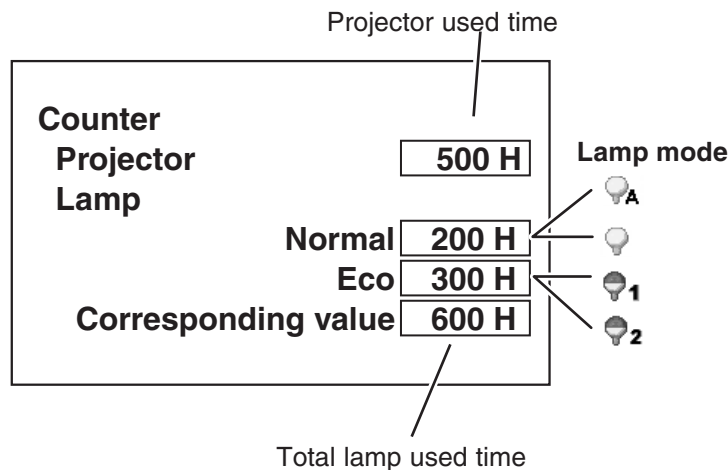 Projector used time
Counter
Projector 500 H
Lamp mode
Lamp
A
Normal 200 H
Eco 300 H
1
Corresponding value 600 H
2
Total lamp used time